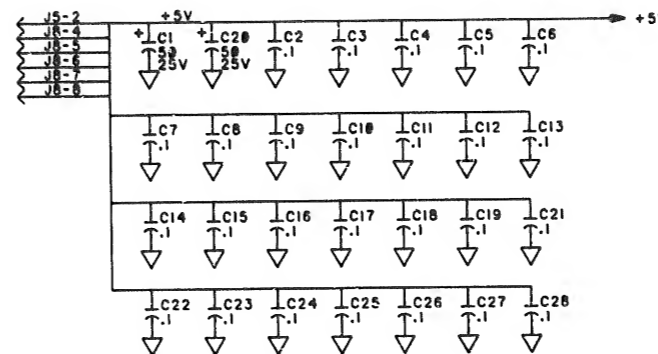 J5-2 +5V +5
J8-4
J8-5
J8-6
J8-7
J8-8
+ C1 + C20 C2 C3 C4 C5 C6
50 50 .1 .1 .1 .1 .1
25V 25V
C7 C8 C9 C10 C11 C12 C13
.1 .1 .1 .1 .1 .1 .1
C14 C15 C16 C17 C18 C19 C21
.1 .1 .1 .1 .1 .1 .1
C22 C23 C24 C25 C26 C27 C28
.1 .1 .1 .1 .1 .1 .1